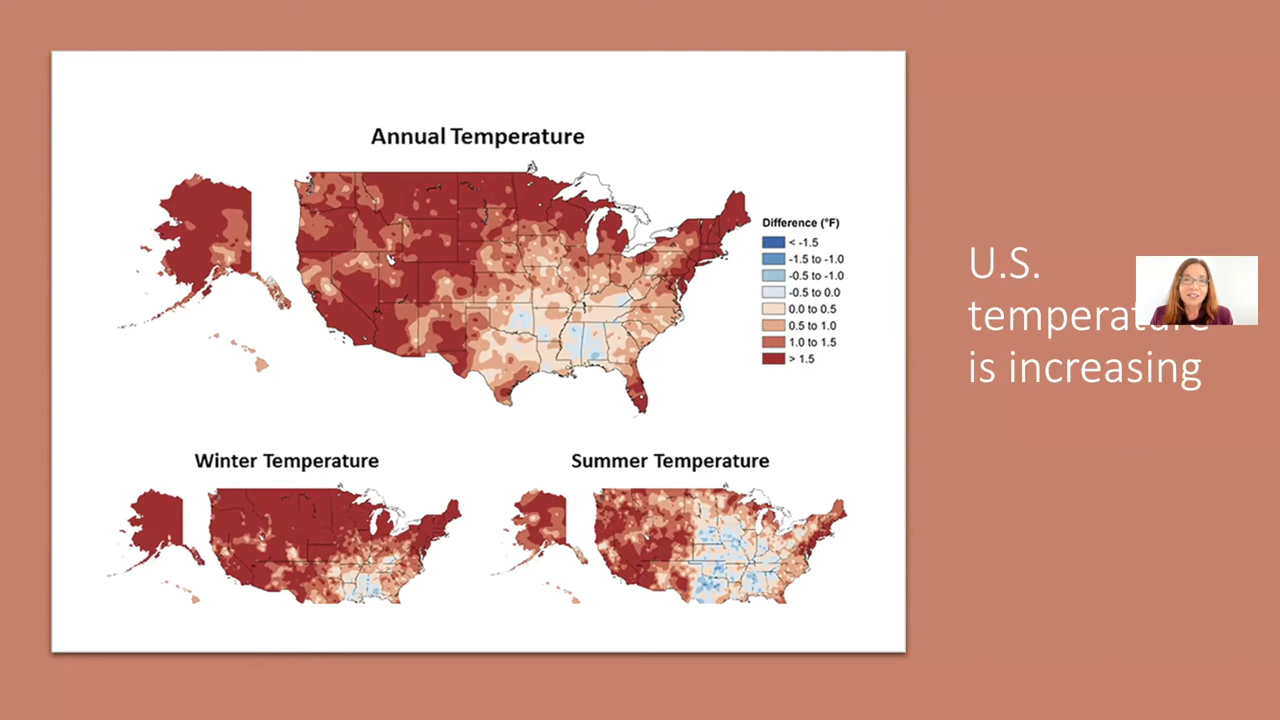 Annual Temperature
Difference (°F)
< -1.5
-1.5 to -1.0
-0.5 to -1.0
-0.5 to 0.0
0.0 to 0.5
0.5 to 1.0
1.0 to 1.5
> 1.5
Winter Temperature
Summer Temperature
U.S.
temperature
is increasing